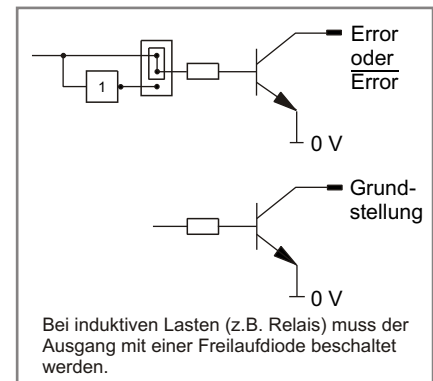 Error
oder
Error
1
0 V
Grund-
stellung
0 V
Bei induktiven Lasten (z.B. Relais) muss der
Ausgang mit einer Freilaufdiode beschaltet
werden.